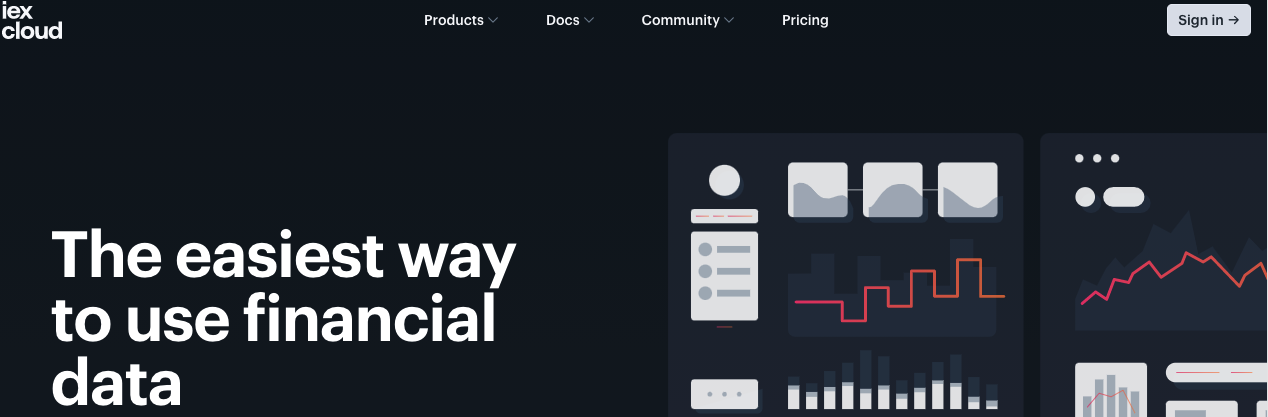 iex
cloud
Products
Docs
Community
Pricing
Sign in →
The easiest way
to use financial
data